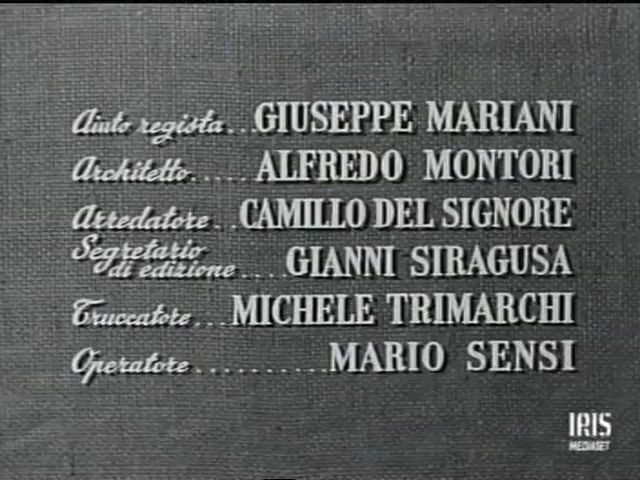 Aiuto regista...GIUSEPPE MARIANI
Architetto.....ALFREDO MONTORI
Arredatore..CAMILLO DEL SIGNORE
Segretario
di edizione....GIANNI SIRAGUSA
Truccatore...MICHELE TRIMARCHI
Operatore..........MARIO SENSI
IRIS
MEDIASET